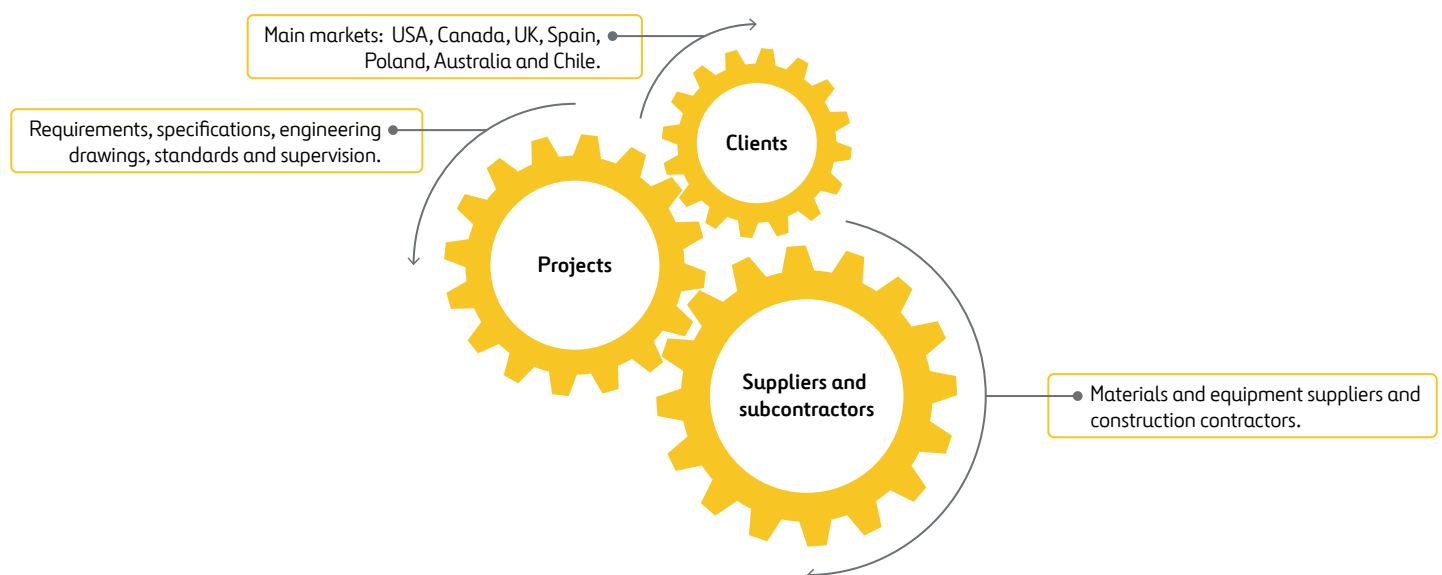 Main markets: USA, Canada, UK, Spain,
Poland, Australia and Chile.
Requirements, specifications, engineering
drawings, standards and supervision.
Clients
Projects
Suppliers and
subcontractors
Materials and equipment suppliers and
construction contractors.